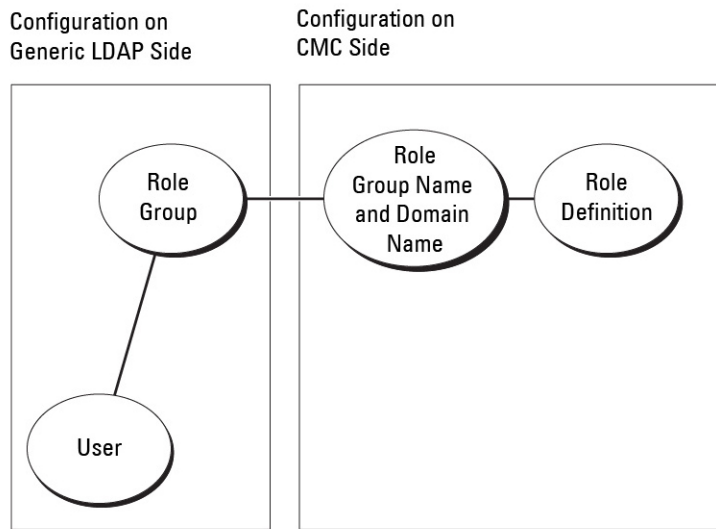 Configuration on
Generic LDAP Side
Configuration on
CMC Side
Role
Group
Role
Group Name
and Domain
Name
Role
Definition
User